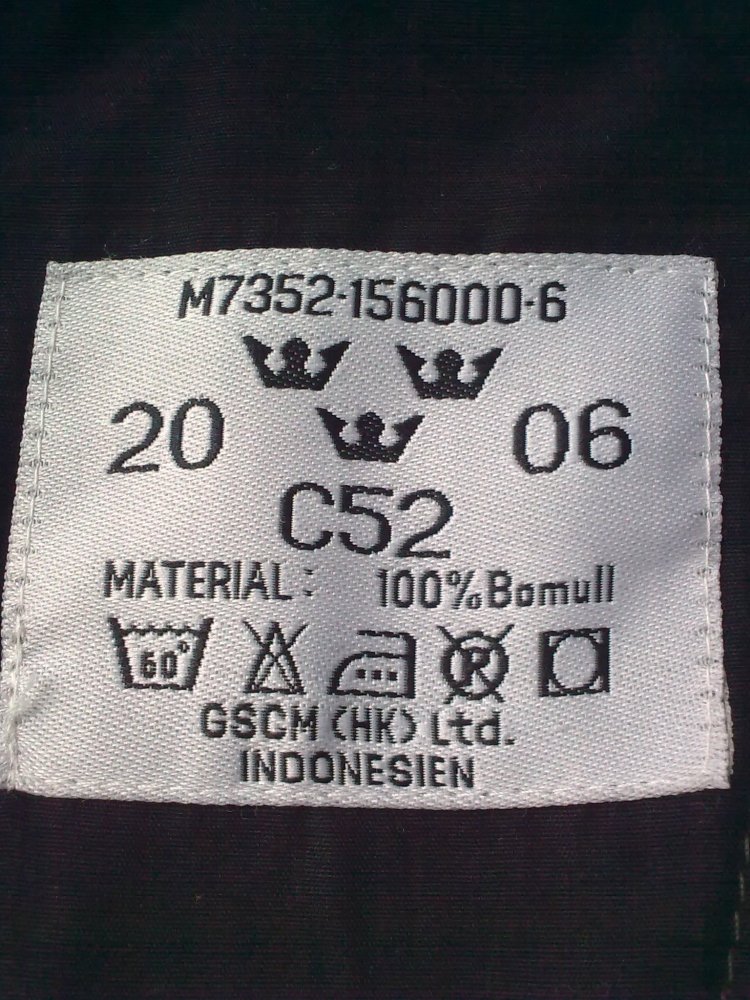 M7352-156000-6
20 06
C52
MATERIAL: 100%Bomull
60° P
GSCM (HK) Ltd.
INDONESIEN